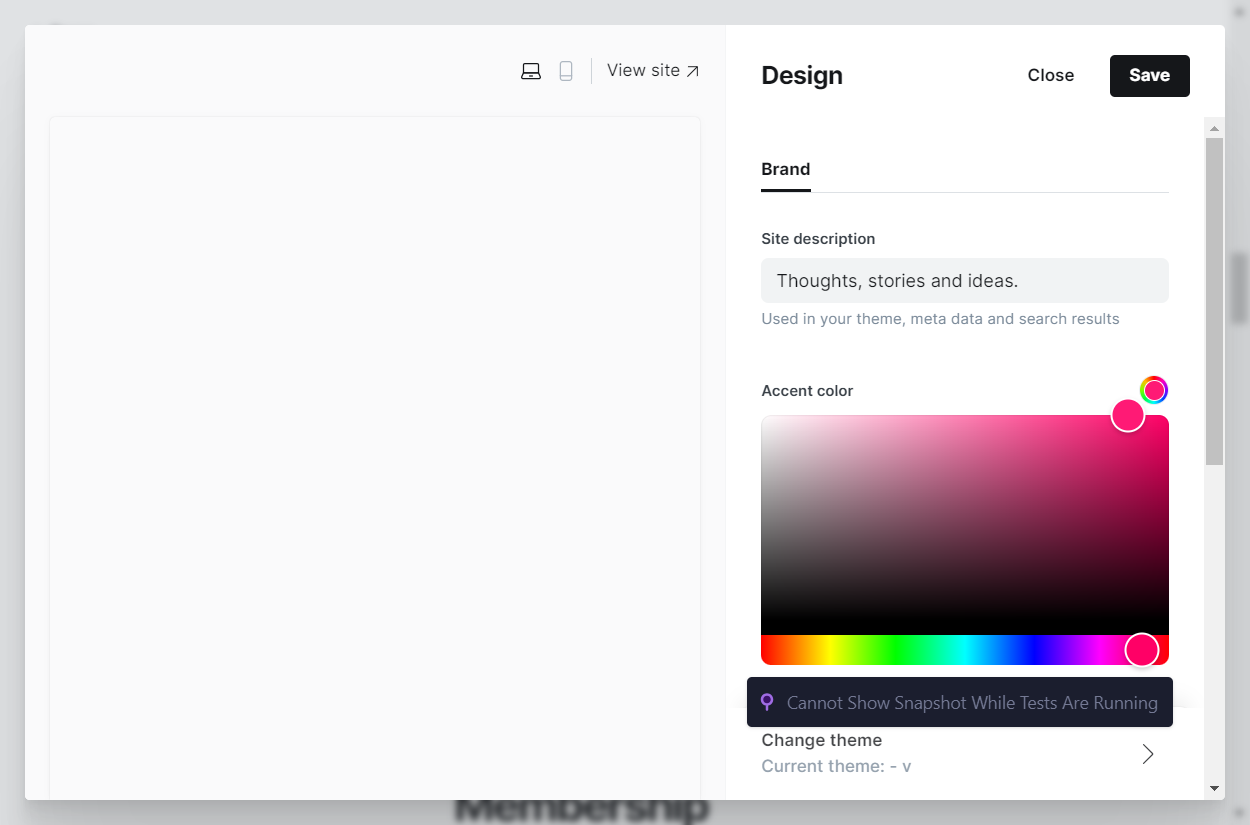 View site
Design
Close
Save
Brand
Site description
Thoughts, stories and ideas.
Used in your theme, meta data and search results
Accent color
Cannot Show Snapshot While Tests Are Running
Change theme
Current theme: - v
Membership